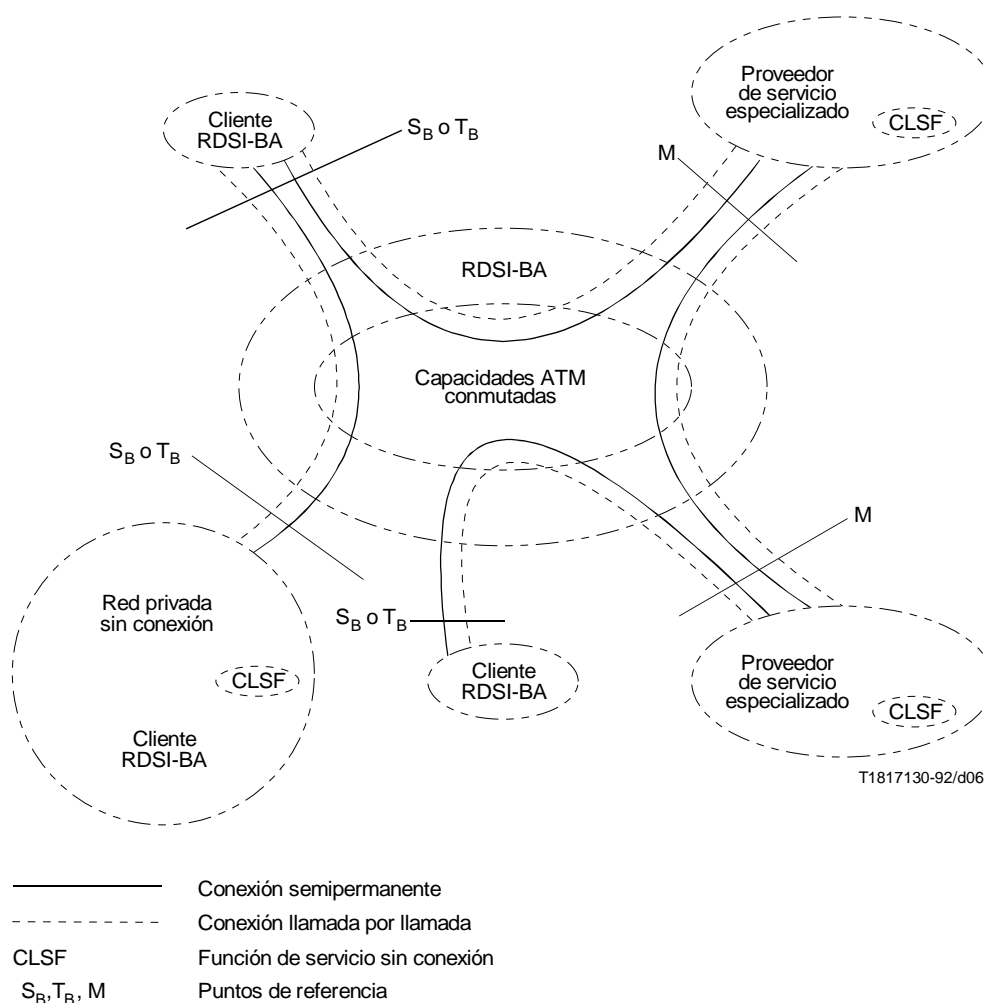 Cliente
RDSI-BA
S_B o T_B
Proveedor
de servicio
especializado
CLSF
M
RDSI-BA
Capacidades ATM
conmutadas
S_B o T_B
M
Red privada
sin conexión
CLSF
Cliente
RDSI-BA
S_B o T_B
Cliente
RDSI-BA
Proveedor
de servicio
especializado
CLSF
T1817130-92/d06
Conexión semipermanente
Conexión llamada por llamada
CLSF Función de servicio sin conexión
S_B,T_B, M Puntos de referencia